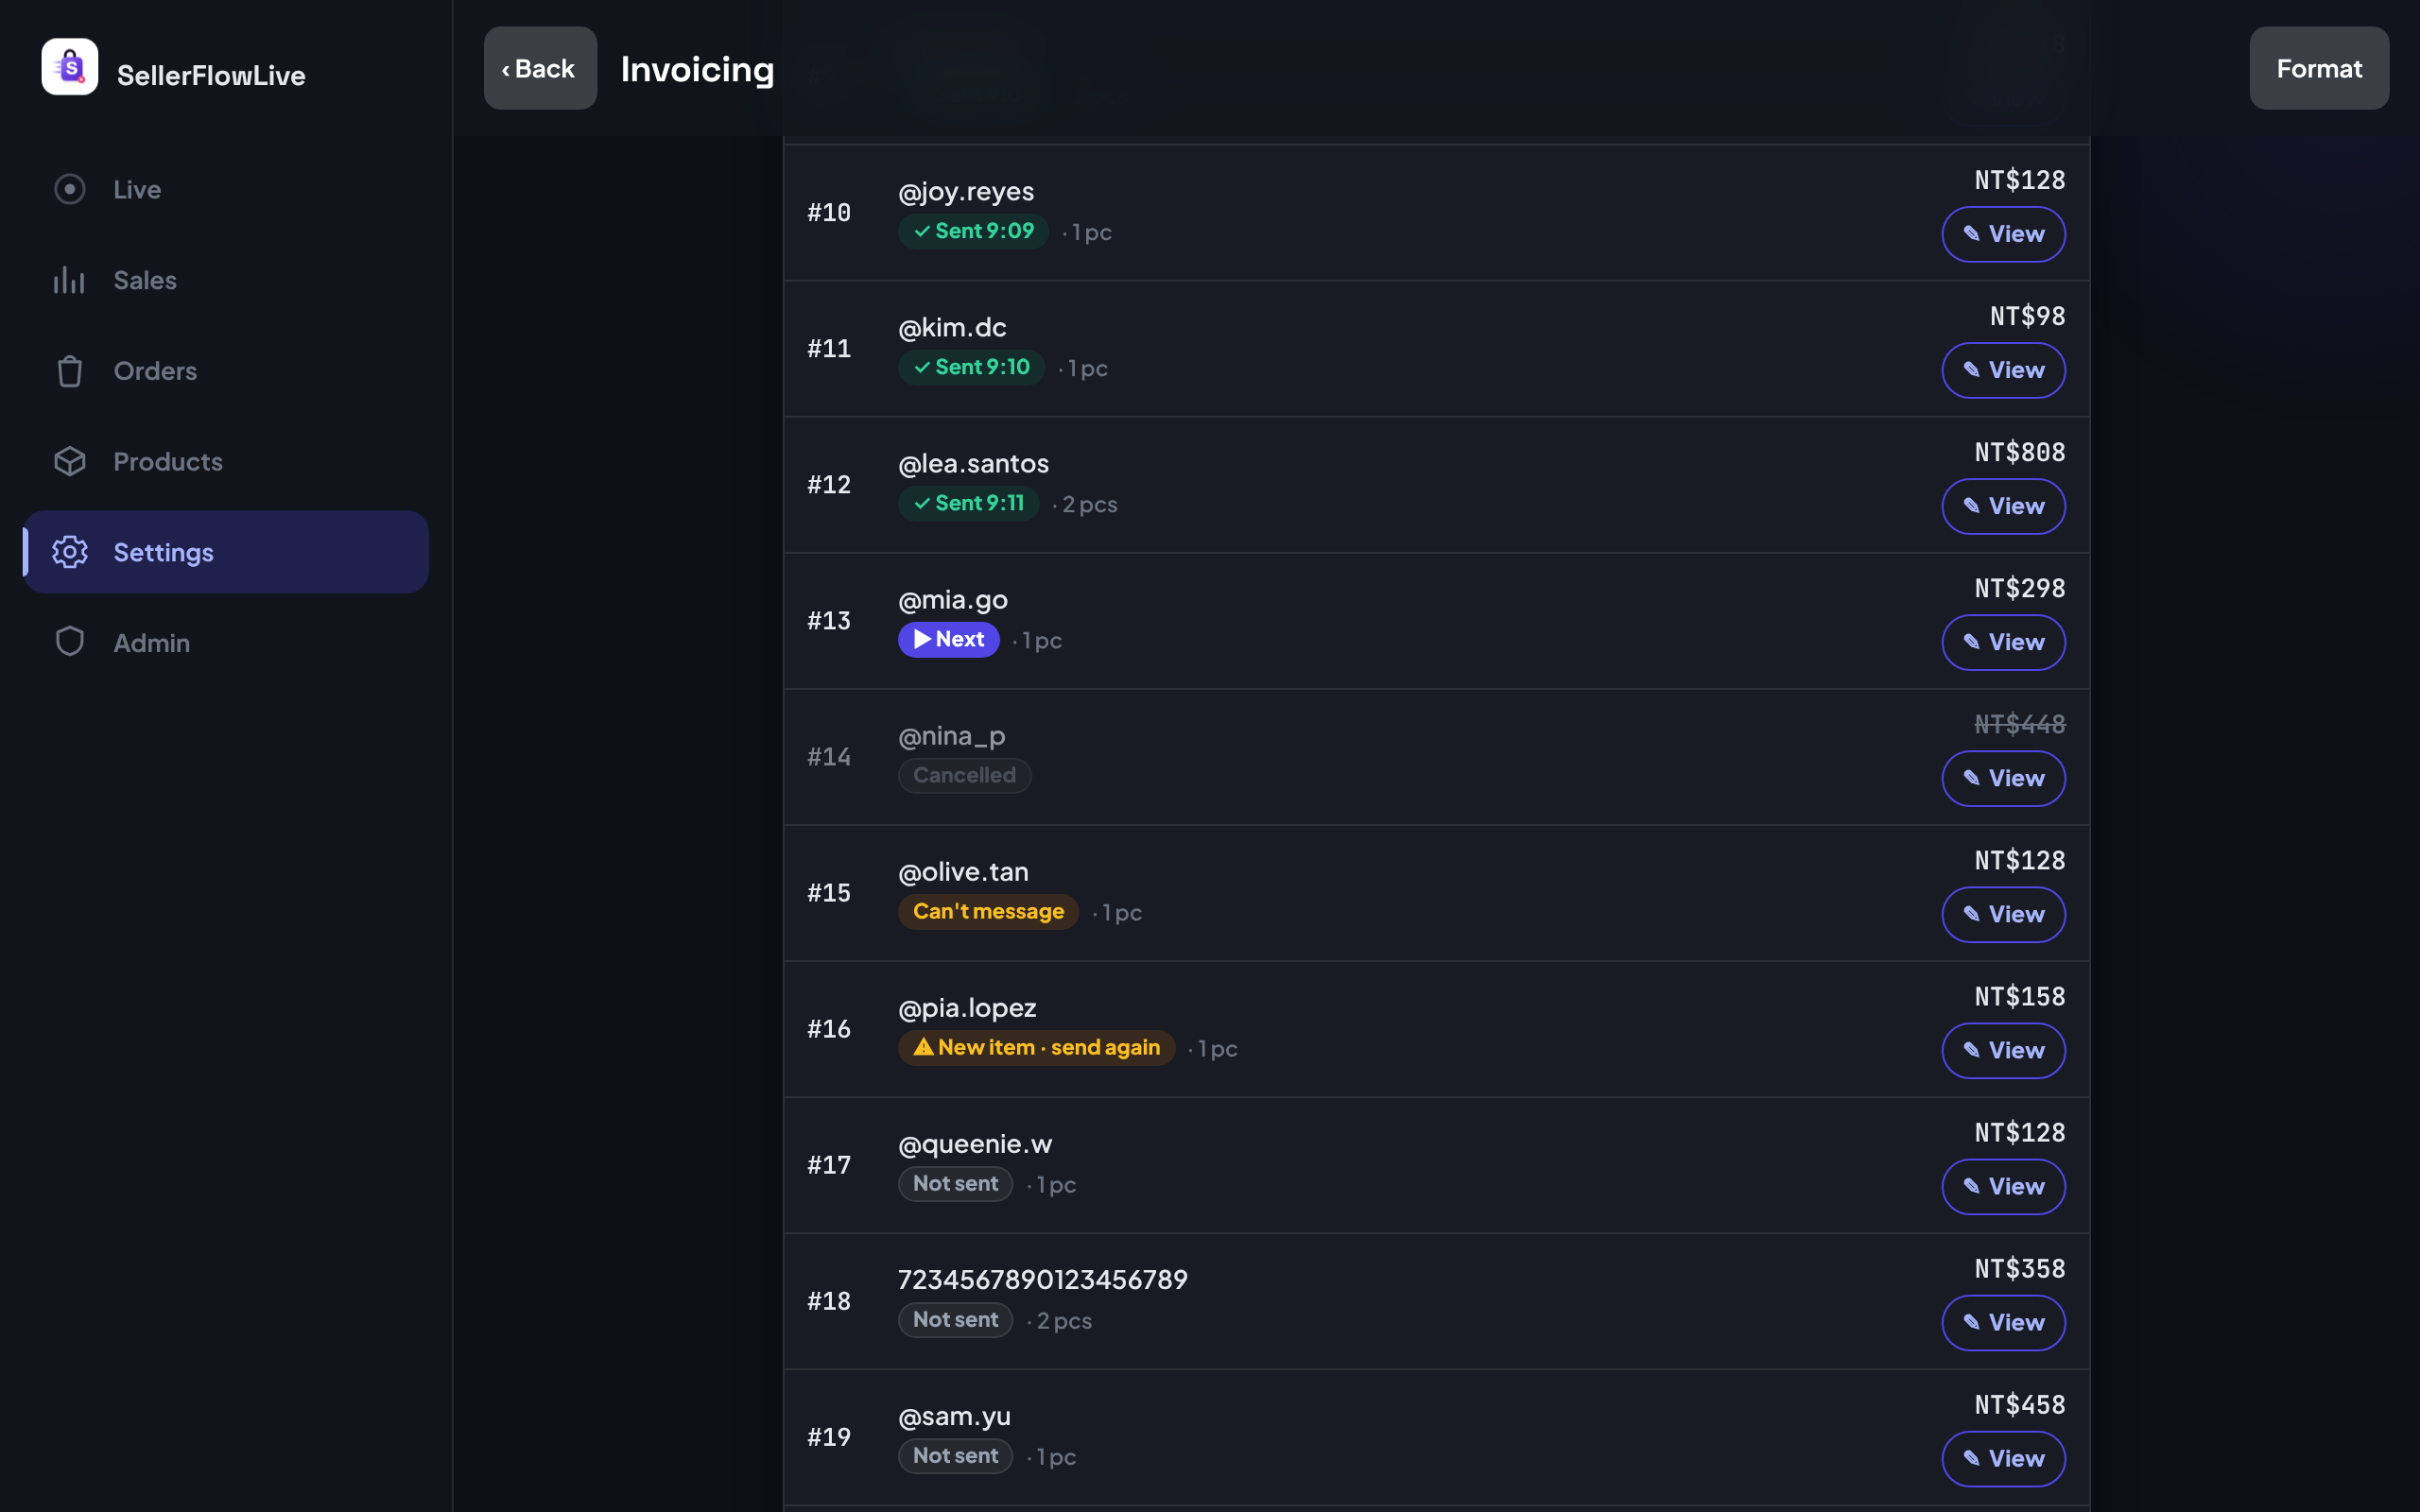 SellerFlowLive
Live
Sales
Orders
Products
Settings
Admin
‹ Back
Invoicing
Format
#10
@joy.reyes
✓ Sent 9:09 · 1 pc
NT$128
✎ View
#11
@kim.dc
✓ Sent 9:10 · 1 pc
NT$98
✎ View
#12
@lea.santos
✓ Sent 9:11 · 2 pcs
NT$808
✎ View
#13
@mia.go
▶ Next · 1 pc
NT$298
✎ View
#14
@nina_p
Cancelled
NT$448
✎ View
#15
@olive.tan
Can't message · 1 pc
NT$128
✎ View
#16
@pia.lopez
⚠ New item · send again · 1 pc
NT$158
✎ View
#17
@queenie.w
Not sent · 1 pc
NT$128
✎ View
#18
7234567890123456789
Not sent · 2 pcs
NT$358
✎ View
#19
@sam.yu
Not sent · 1 pc
NT$458
✎ View